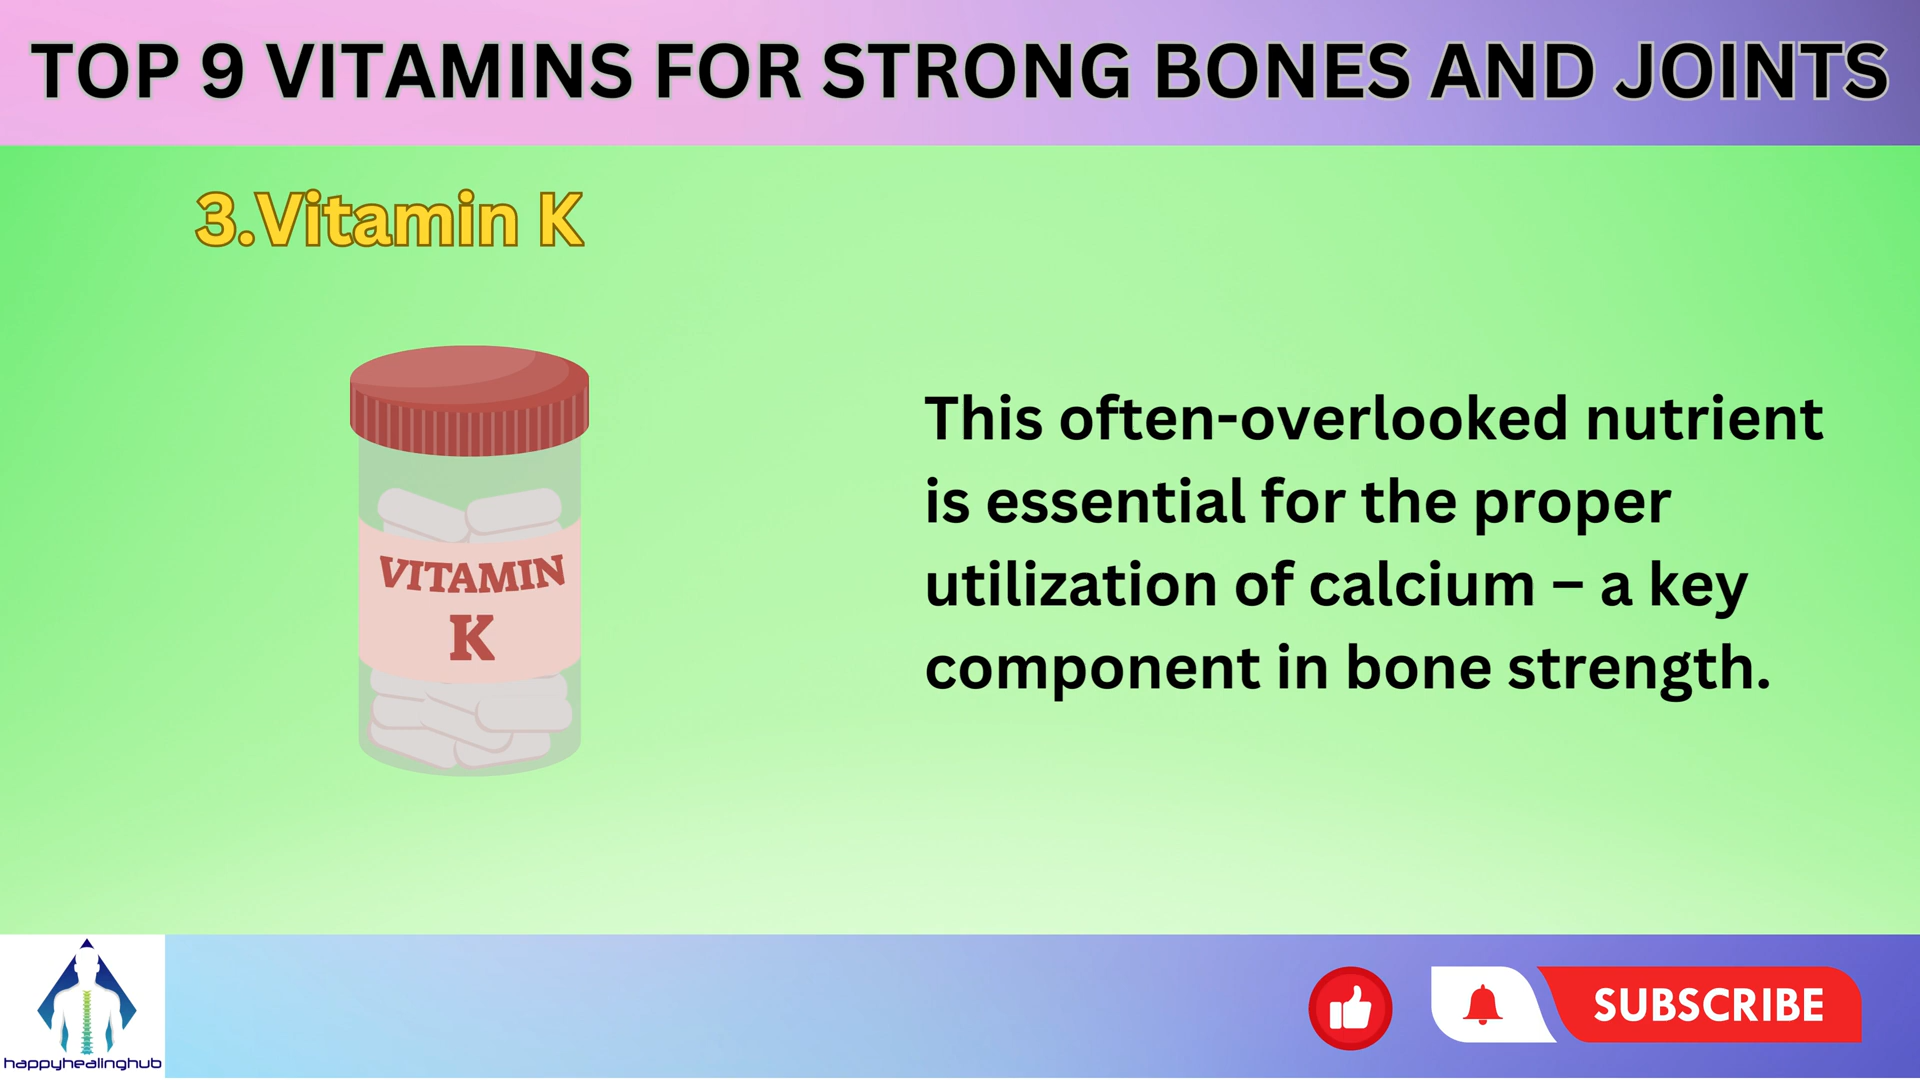 TOP 9 VITAMINS FOR STRONG BONES AND JOINTS
3.Vitamin K
VITAMIN
K
This often-overlooked nutrient
is essential for the proper
utilization of calcium – a key
component in bone strength.
happyhealinghub
SUBSCRIBE